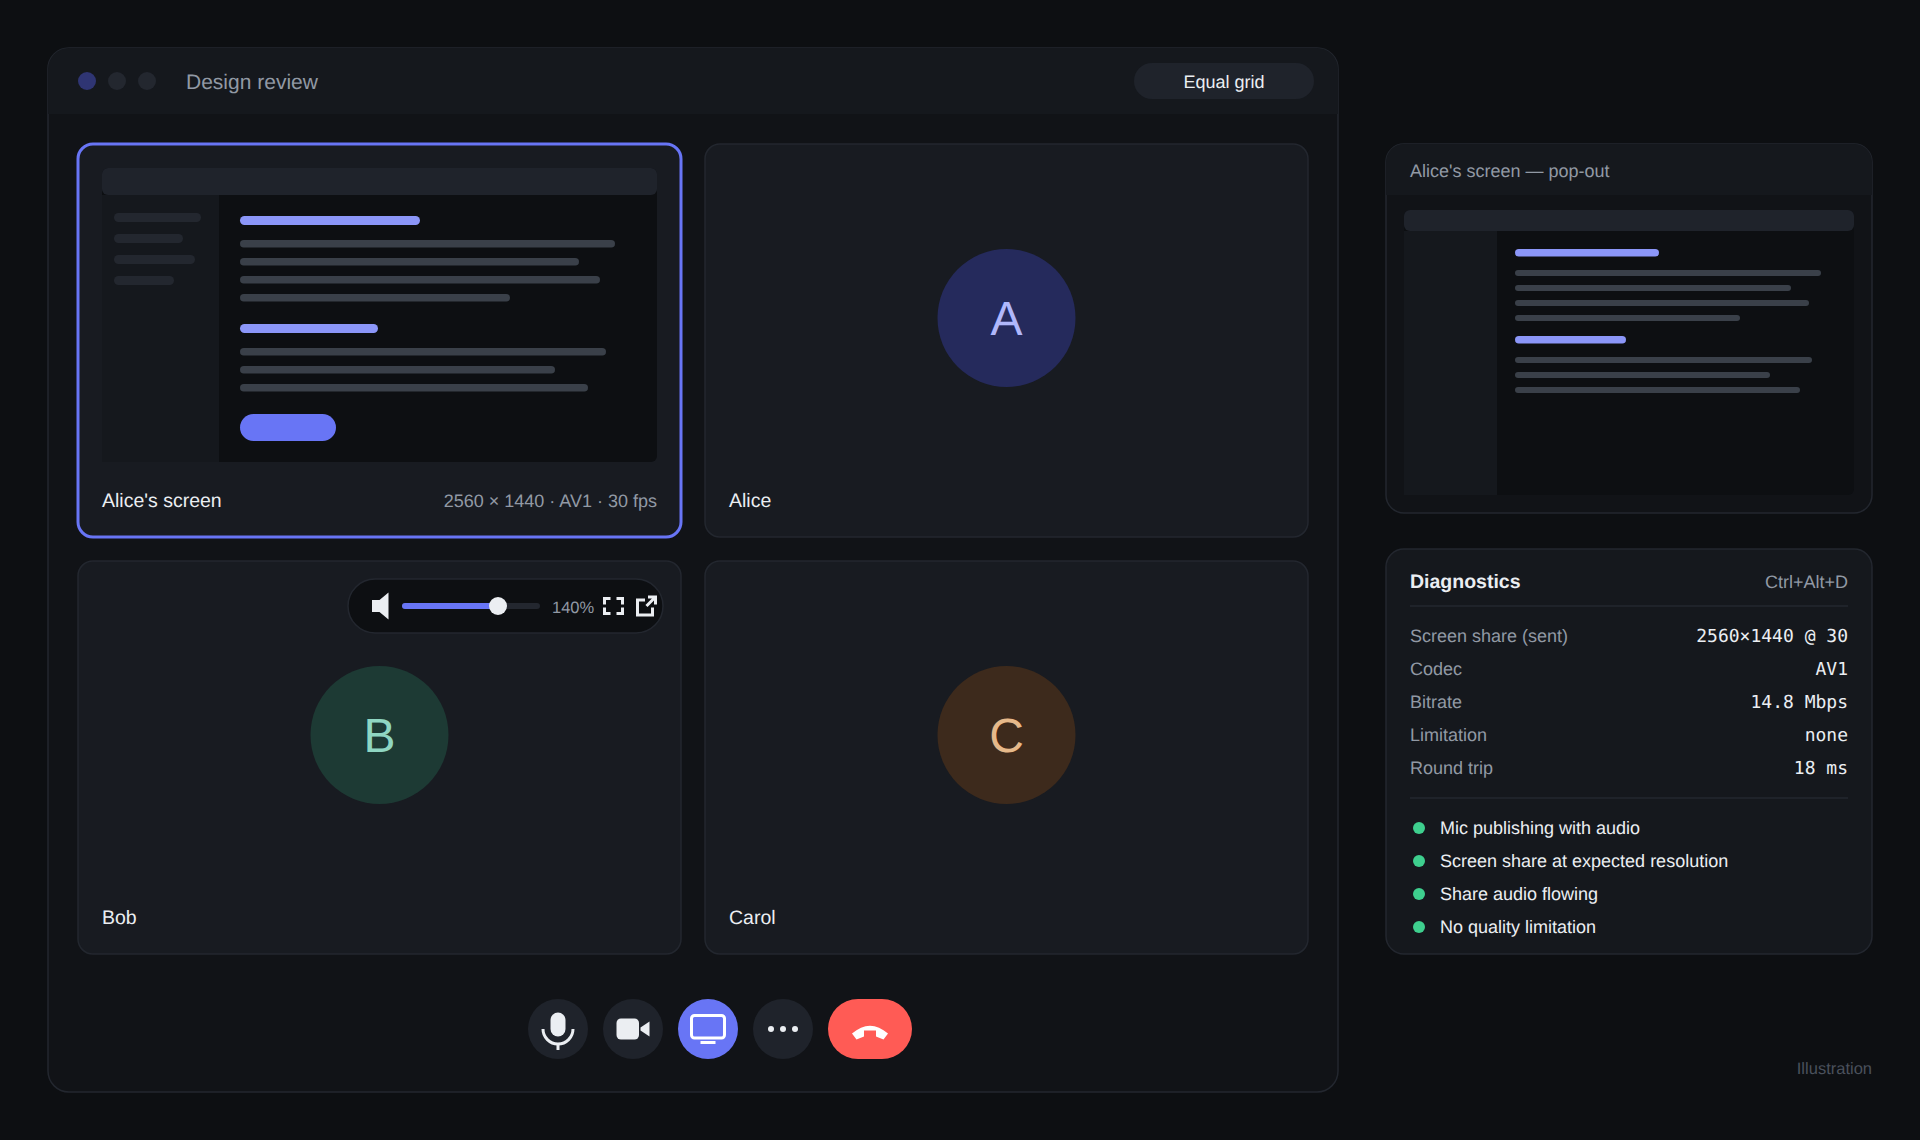 Design review
Equal grid
Alice's screen
2560 × 1440 · AV1 · 30 fps
A
Alice
140%
B
Bob
C
Carol
Alice's screen — pop-out
Diagnostics
Ctrl+Alt+D
Screen share (sent)
2560×1440 @ 30
Codec
AV1
Bitrate
14.8 Mbps
Limitation
none
Round trip
18 ms
Mic publishing with audio
Screen share at expected resolution
Share audio flowing
No quality limitation
Illustration